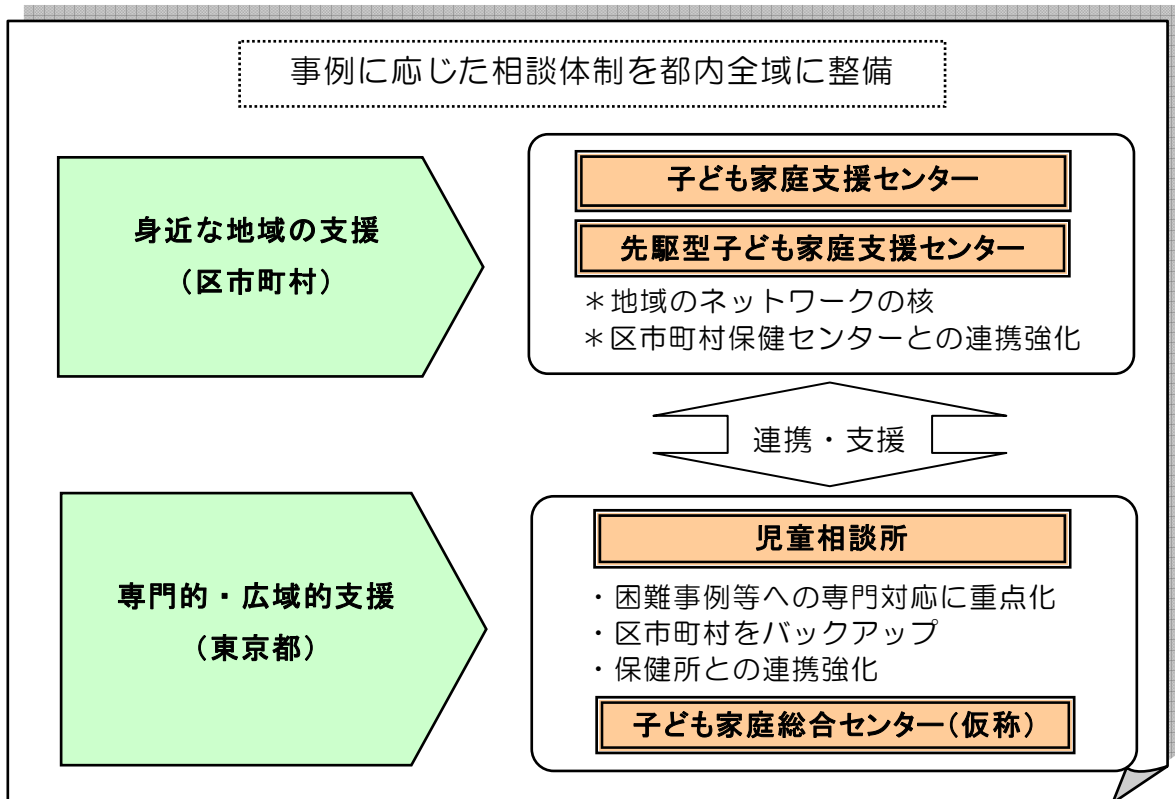 事例に応じた相談体制を都内全域に整備
身近な地域の支援
（区市町村）
子ども家庭支援センター
先駆型子ども家庭支援センター
＊地域のネットワークの核
＊区市町村保健センターとの連携強化
連携・支援
専門的・広域的支援
（東京都）
児童相談所
・困難事例等への専門対応に重点化
・区市町村をバックアップ
・保健所との連携強化
子ども家庭総合センター（仮称）